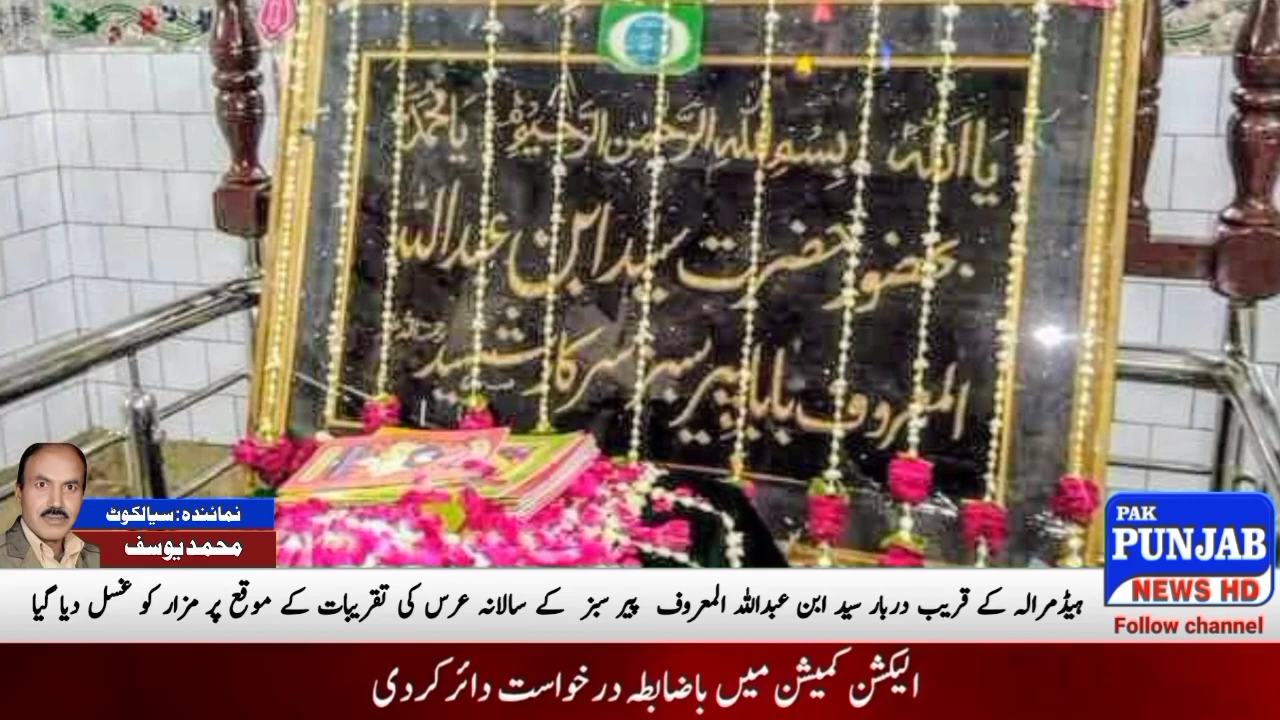 یا اللہ بسم اللہ الرحمن الرحیم یا محمد
بحضور حضرت سید ابن عبداللہ
المعروف بابا پیر سبز سرکار شہید
نمائندہ:سیالکوٹ
محمد یوسف
PAK
PUNJAB
NEWS HD
Follow channel
ہیڈمرالہ کے قریب دربار سید ابن عبداللہ المعروف پیر سبز کے سالانہ عرس کی تقریبات کے موقع پر مزار کو غسل دیا گیا
الیکشن کمیشن میں باضابطہ درخواست دائر کردی